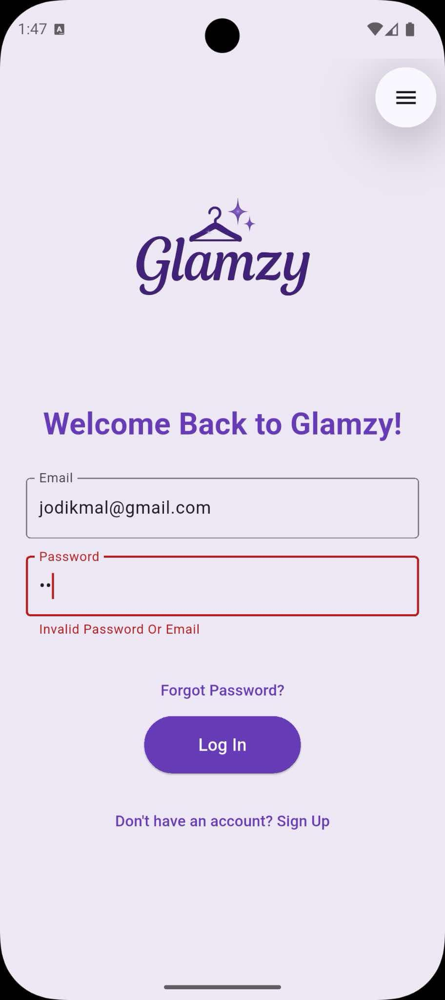 1:47
Glamzy
Welcome Back to Glamzy!
Email
jodikmal@gmail.com
Password
Invalid Password Or Email
Forgot Password?
Log In
Don't have an account? Sign Up